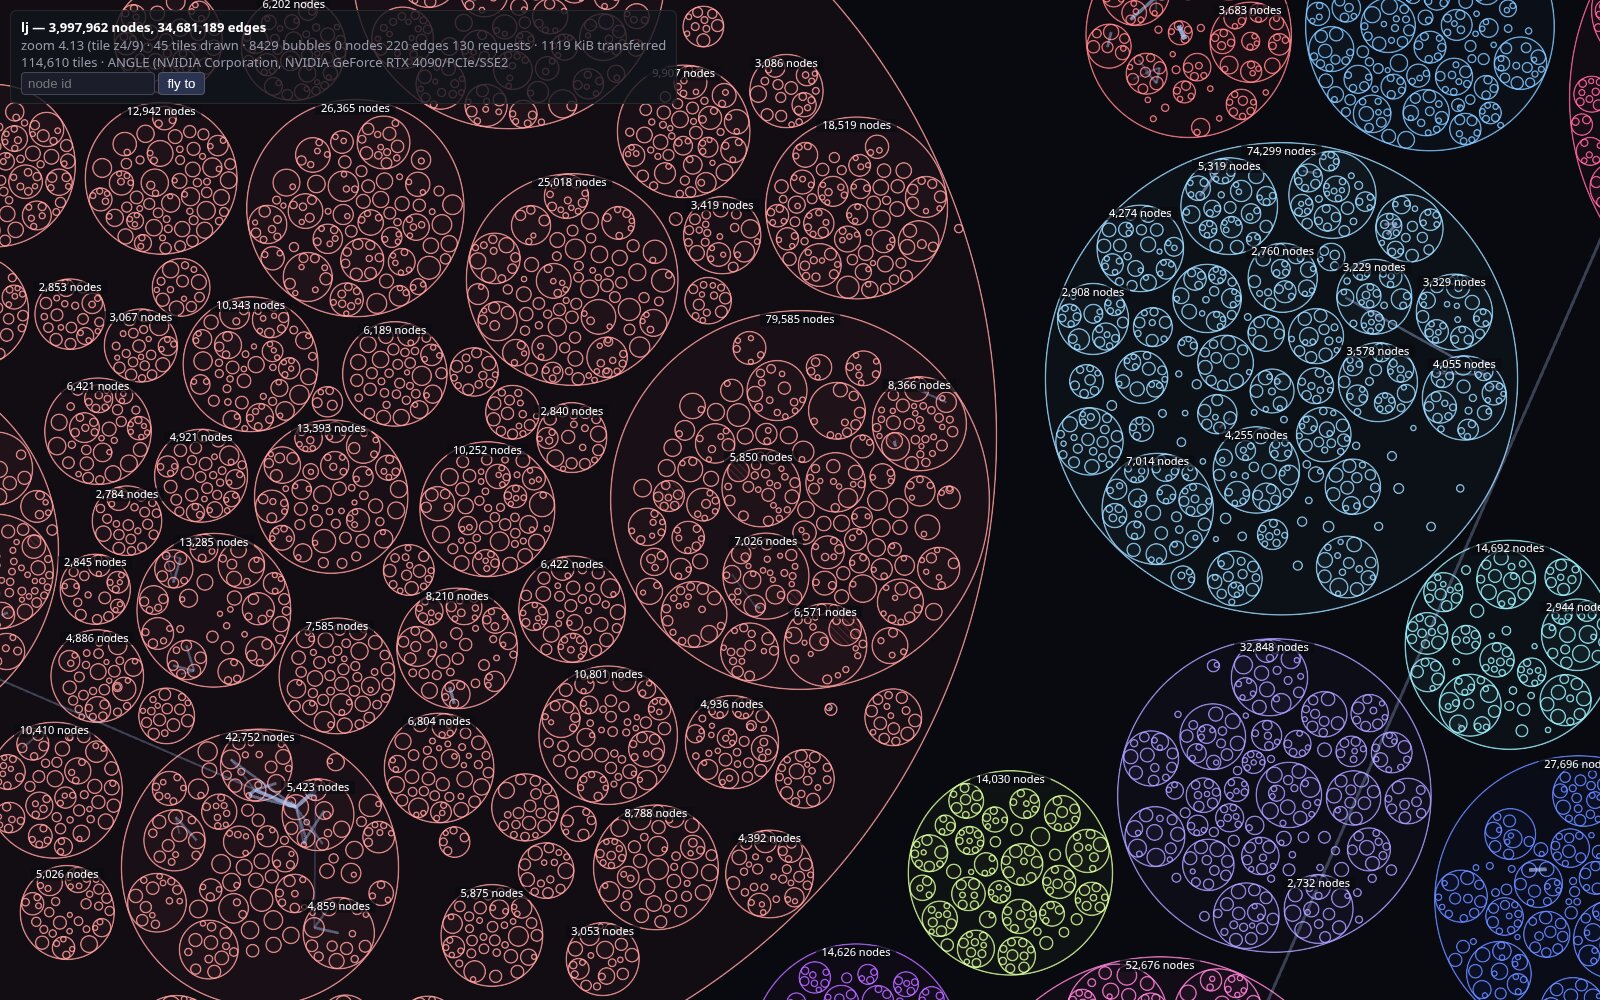 6,202 nodes
3,683 nodes
lj — 3,997,962 nodes, 34,681,189 edges
zoom 4.13 (tile z4/9) · 45 tiles drawn · 8429 bubbles 0 nodes 220 edges 130 requests · 1119 KiB transferred
114,610 tiles · ANGLE (NVIDIA Corporation, NVIDIA GeForce RTX 4090/PCIe/SSE2
node id
fly to
9,907 nodes
3,086 nodes
12,942 nodes
26,365 nodes
18,519 nodes
74,299 nodes
5,319 nodes
25,018 nodes
3,419 nodes
4,274 nodes
2,760 nodes
3,229 nodes
3,329 nodes
2,853 nodes
2,908 nodes
10,343 nodes
3,067 nodes
79,585 nodes
6,189 nodes
3,578 nodes
4,055 nodes
6,421 nodes
8,366 nodes
2,840 nodes
4,921 nodes
13,393 nodes
4,255 nodes
10,252 nodes
5,850 nodes
7,014 nodes
2,784 nodes
13,285 nodes
7,026 nodes
14,692 nodes
2,845 nodes
6,422 nodes
8,210 nodes
2,944 nodes
6,571 nodes
7,585 nodes
4,886 nodes
32,848 nodes
10,801 nodes
4,936 nodes
6,804 nodes
10,410 nodes
42,752 nodes
27,696 nod
14,030 nodes
5,423 nodes
8,788 nodes
4,392 nodes
5,026 nodes
2,732 nodes
5,875 nodes
4,859 nodes
3,053 nodes
14,626 nodes
52,676 nodes